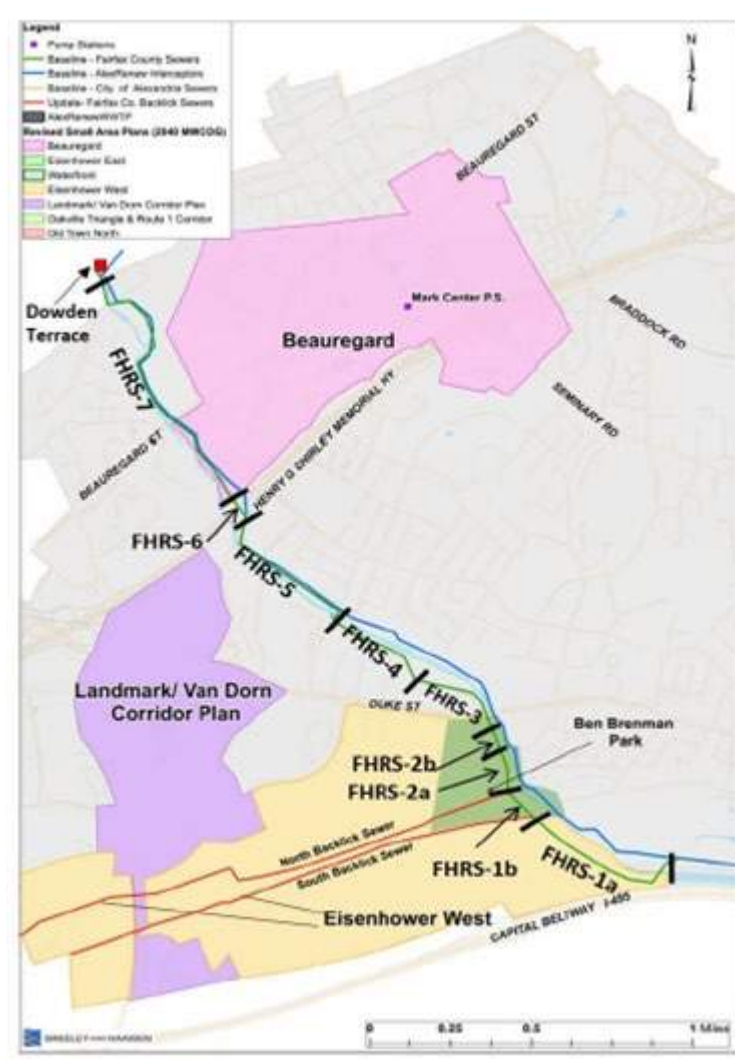 Legend
Pump Stations
Baseline - Fairfax County Sewers
Baseline - AlexRenew Interceptors
Baseline - City of Alexandria Sewers
Update- Fairfax Co. Backlick Sewers
AlexRenewWWTP
Revised Small Area Plans (2040 MWCOG)
Beauregard
Eisenhower East
Waterfront
Eisenhower West
Landmark/ Van Dorn Corridor Plan
Oakville Triangle & Route 1 Corridor
Old Town North
N
BEAUREGARD ST
Mark Center P.S.
Dowden
Terrace
BRADDOCK RD
Beauregard
FHRS-7
SEMINARY RD
HENRY G SHIRLEY MEMORIAL HY
BEAUREGARD ST
FHRS-6
FHRS-5
FHRS-4
Landmark/ Van Dorn
Corridor Plan
FHRS-3
DUKE ST
Ben Brenman
Park
FHRS-2b
FHRS-2a
North Backlick Sewer
South Backlick Sewer
FHRS-1b
FHRS-1a
Eisenhower West
CAPITAL BELTWAY I-495
GREELEY AND HANSEN
0 0.25 0.5 1 Miles